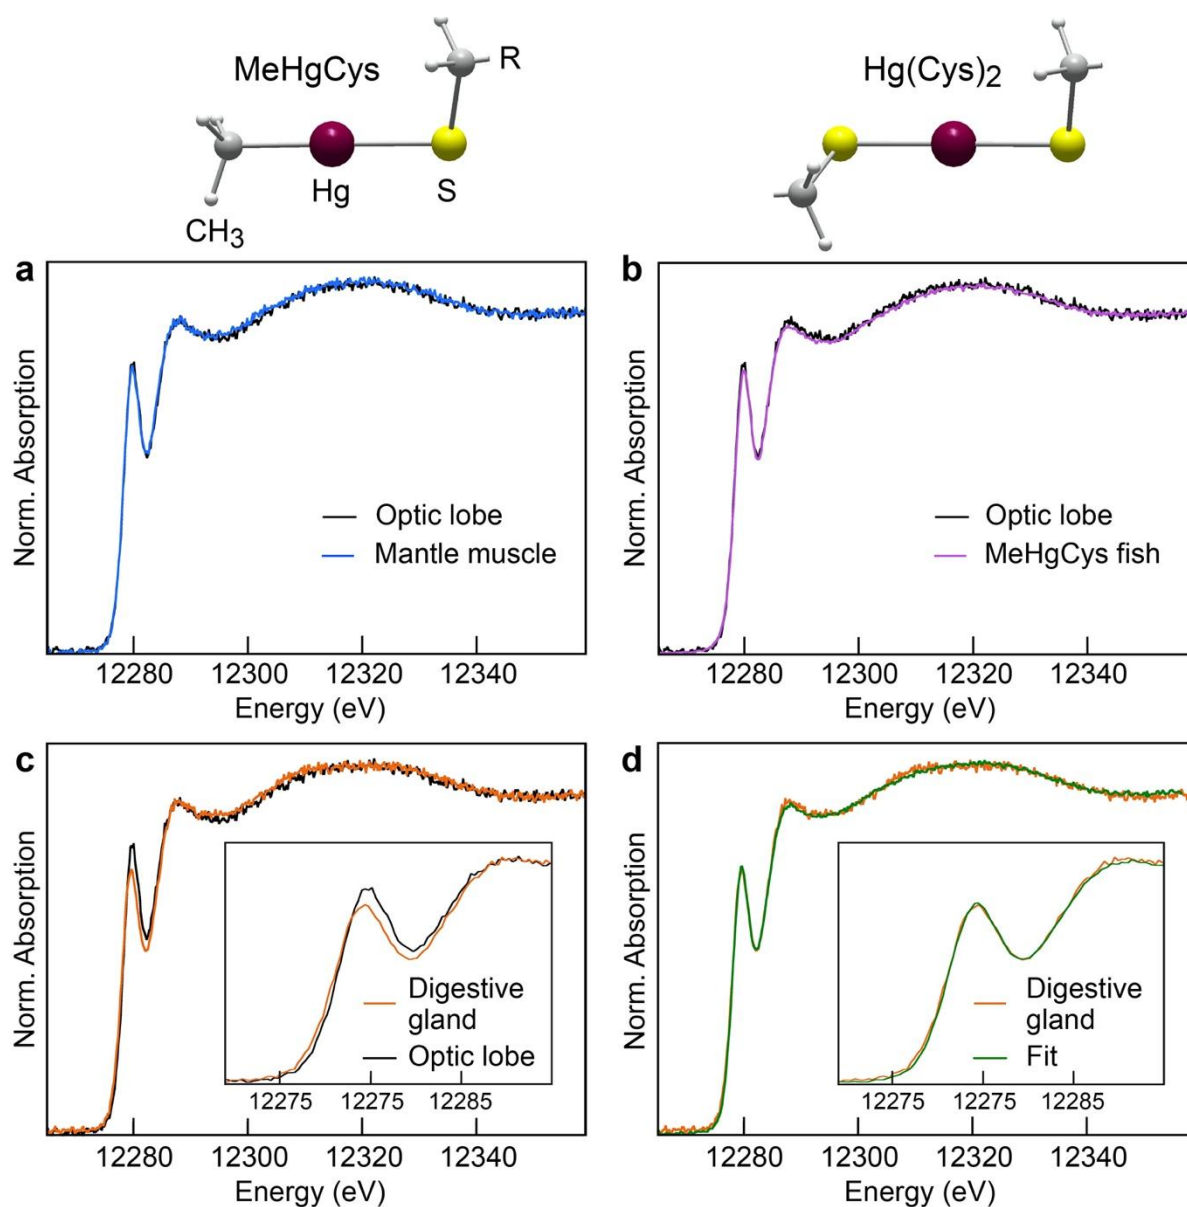 MeHgCys
R
Hg
S
CH3
Hg(Cys)2
a
Norm. Absorption
Optic lobe
Mantle muscle
12280
12300
12320
12340
Energy (eV)
b
Norm. Absorption
Optic lobe
MeHgCys fish
12280
12300
12320
12340
Energy (eV)
c
Norm. Absorption
Digestive
gland
Optic lobe
12275
12275
12285
12280
12300
12320
12340
Energy (eV)
d
Norm. Absorption
Digestive
gland
Fit
12275
12275
12285
12280
12300
12320
12340
Energy (eV)